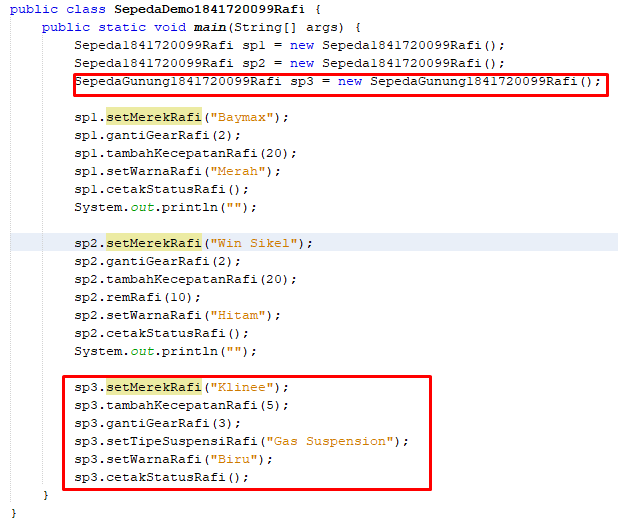 public class SepedaDemo1841720099Rafi {
public static void main(String[] args) {
Sepeda1841720099Rafi sp1 = new Sepeda1841720099Rafi();
Sepeda1841720099Rafi sp2 = new Sepeda1841720099Rafi();
SepedaGunung1841720099Rafi sp3 = new SepedaGunung1841720099Rafi();
sp1.setMerekRafi("Baymax");
sp1.gantiGearRafi(2);
sp1.tambahKecepatanRafi(20);
sp1.setWarnaRafi("Merah");
sp1.cetakStatusRafi();
System.out.println("");
sp2.setMerekRafi("Win Sikel");
sp2.gantiGearRafi(2);
sp2.tambahKecepatanRafi(20);
sp2.remRafi(10);
sp2.setWarnaRafi("Hitam");
sp2.cetakStatusRafi();
System.out.println("");
sp3.setMerekRafi("Klinee");
sp3.tambahKecepatanRafi(5);
sp3.gantiGearRafi(3);
sp3.setTipeSuspensiRafi("Gas Suspension");
sp3.setWarnaRafi("Biru");
sp3.cetakStatusRafi();
}
}